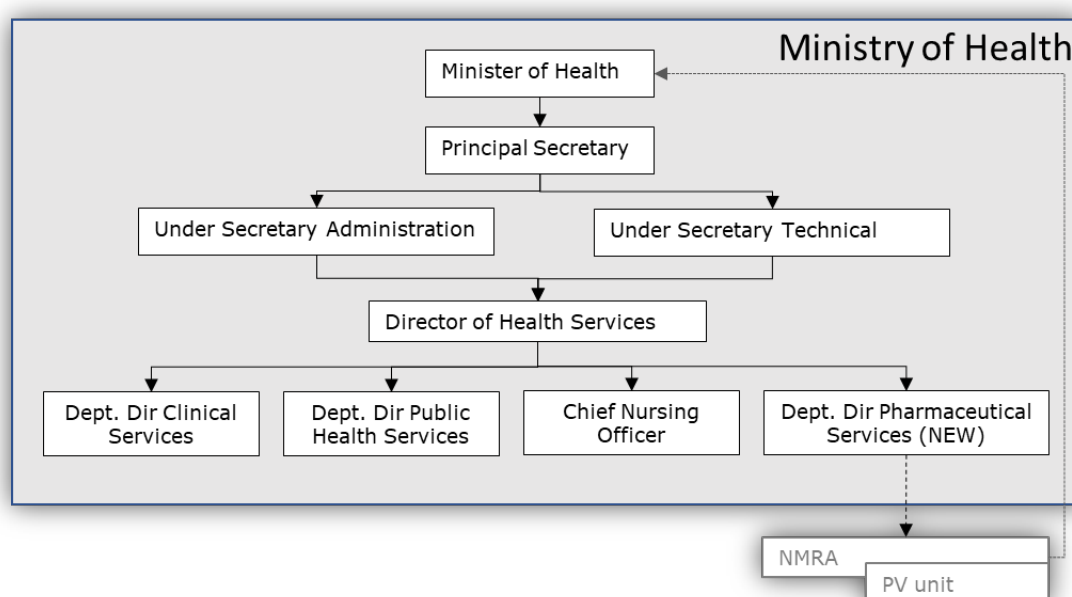 Ministry of Health
Minister of Health
Principal Secretary
Under Secretary Administration
Under Secretary Technical
Director of Health Services
Dept. Dir Clinical
Services
Dept. Dir Public
Health Services
Chief Nursing
Officer
Dept. Dir Pharmaceutical
Services (NEW)
NMRA
PV unit